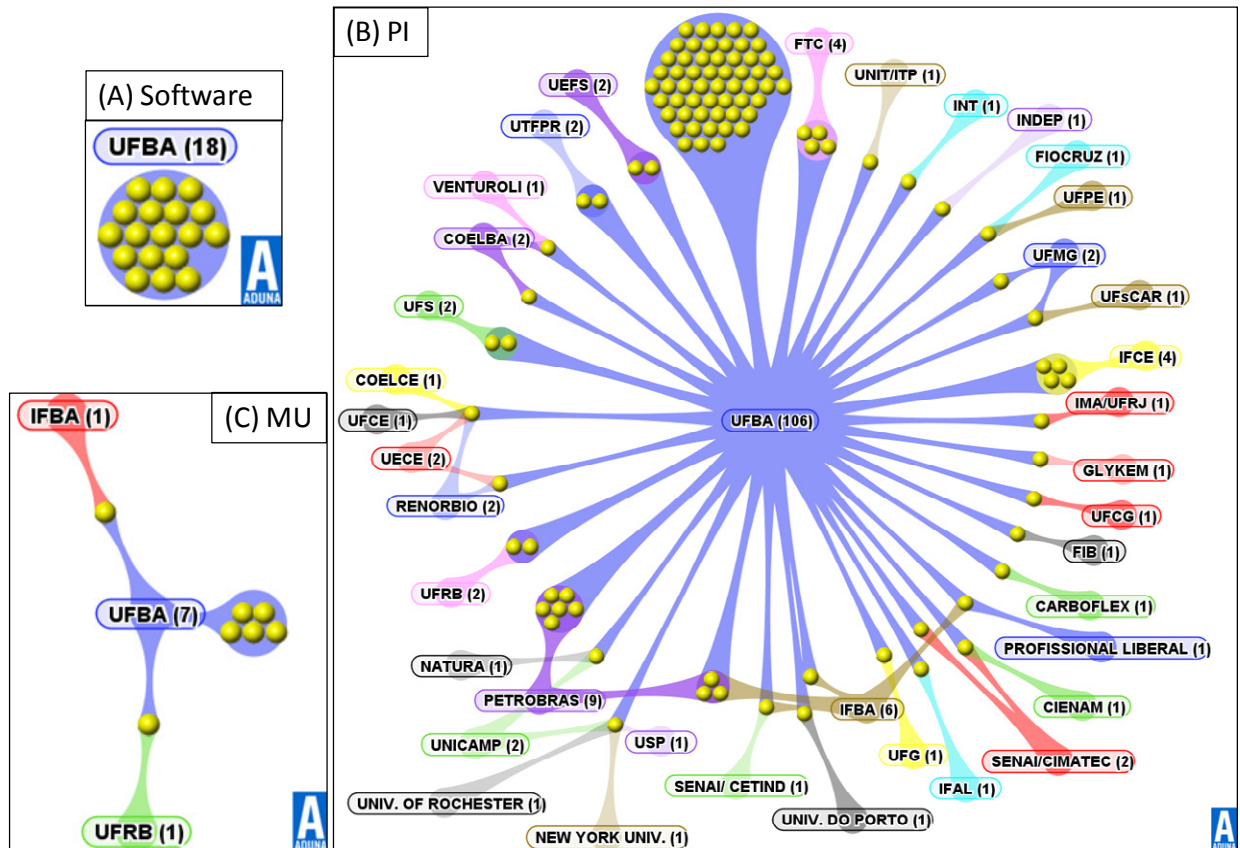 (A) Software
UFBA (18)
A
ADUNA
(B) PI
FTC (4)
UNIT/ITP (1)
UEFS (2)
INT (1)
UTFPR (2)
INDEP (1)
FIOCRUZ (1)
VENTUROLI (1)
UFPE (1)
COELBA (2)
UFMG (2)
UFS (2)
UFsCAR (1)
IFCE (4)
COELCE (1)
IMA/UFRJ (1)
UFCE (1)
UFBA (106)
UECE (2)
GLYKEM (1)
RENORBIO (2)
UFCG (1)
FIB (1)
UFRB (2)
CARBOFLEX (1)
PROFISSIONAL LIBERAL (1)
NATURA (1)
PETROBRAS (9)
IFBA (6)
CIENAM (1)
UNICAMP (2)
USP (1)
UFG (1)
SENAI/CIMATEC (2)
SENAI/ CETIND (1)
IFAL (1)
UNIV. OF ROCHESTER (1)
UNIV. DO PORTO (1)
NEW YORK UNIV. (1)
A
ADUNA
(C) MU
IFBA (1)
UFBA (7)
UFRB (1)
A
ADUNA